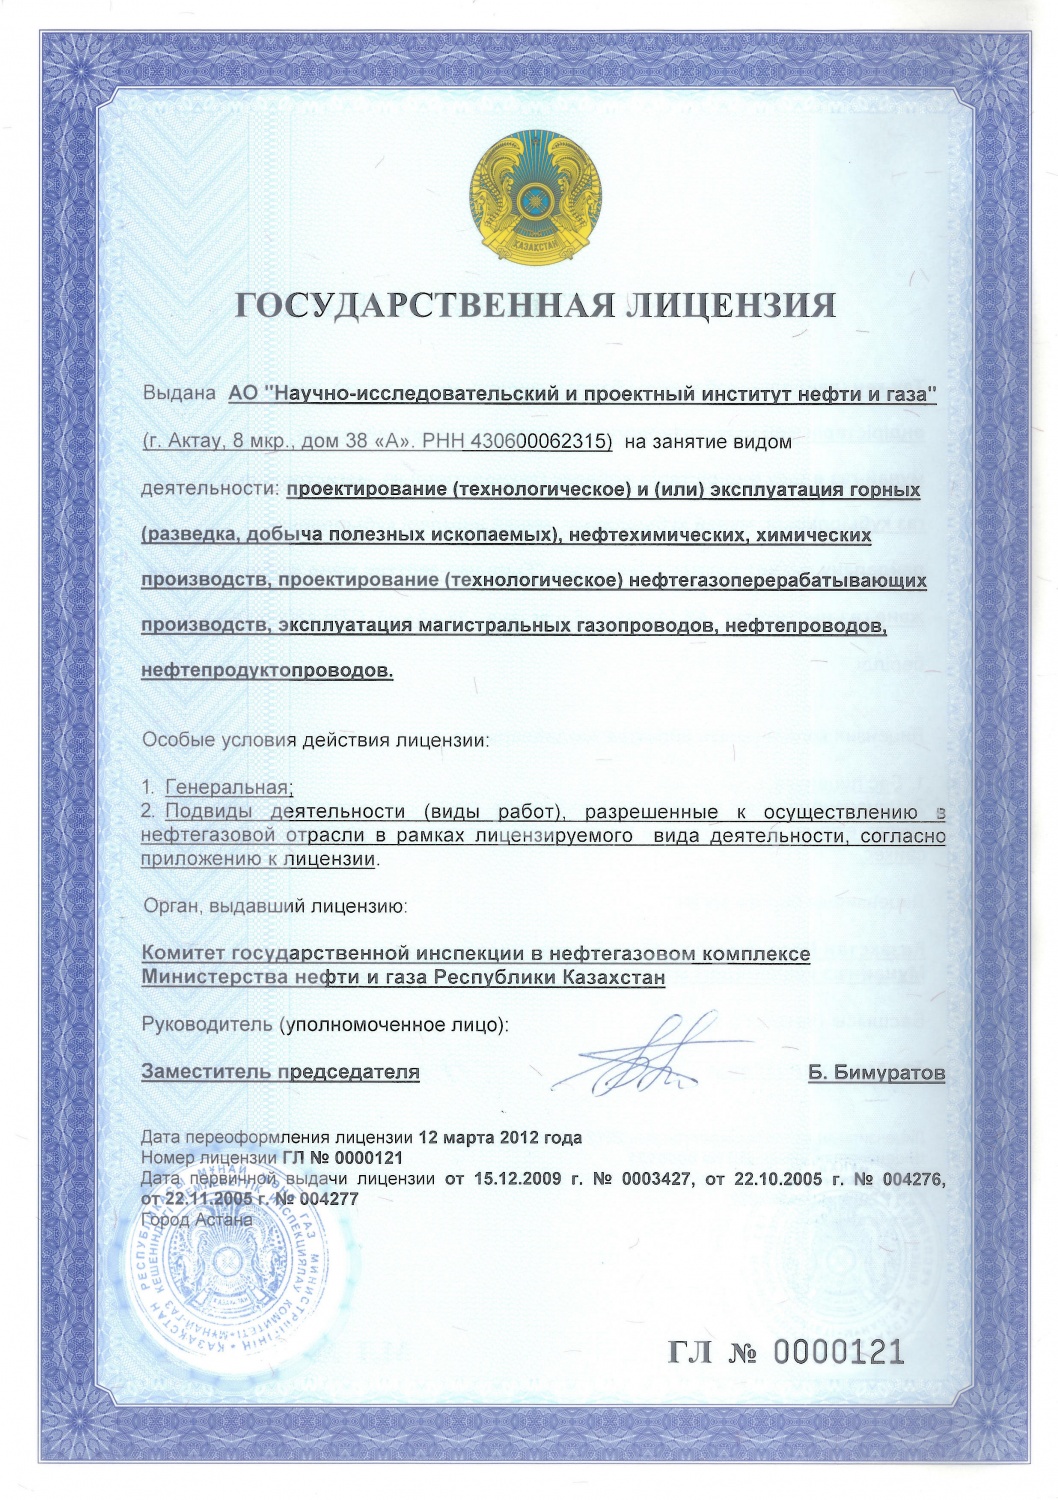 ҚАЗАҚСТАН
ГОСУДАРСТВЕННАЯ ЛИЦЕНЗИЯ
Выдана АО "Научно-исследовательский и проектный институт нефти и газа"
(г. Актау, 8 мкр., дом 38 «А». РНН 430600062315) на занятие видом
деятельности: проектирование (технологическое) и (или) эксплуатация горных
(разведка, добыча полезных ископаемых), нефтехимических, химических
производств, проектирование (технологическое) нефтегазоперерабатывающих
производств, эксплуатация магистральных газопроводов, нефтепроводов,
нефтепродуктопроводов.
Особые условия действия лицензии:
1. Генеральная;
2. Подвиды деятельности (виды работ), разрешенные к осуществлению в
нефтегазовой отрасли в рамках лицензируемого вида деятельности, согласно
приложению к лицензии.
Орган, выдавший лицензию:
Комитет государственной инспекции в нефтегазовом комплексе
Министерства нефти и газа Республики Казахстан
Руководитель (уполномоченное лицо):
Заместитель председателя Б. Бимуратов
Дата переоформления лицензии 12 марта 2012 года
Номер лицензии ГЛ № 0000121
Дата первичной выдачи лицензии от 15.12.2009 г. № 0003427, от 22.10.2005 г. № 004276,
от 22.11.2005 г. № 004277
Город Астана
ГЛ № 0000121